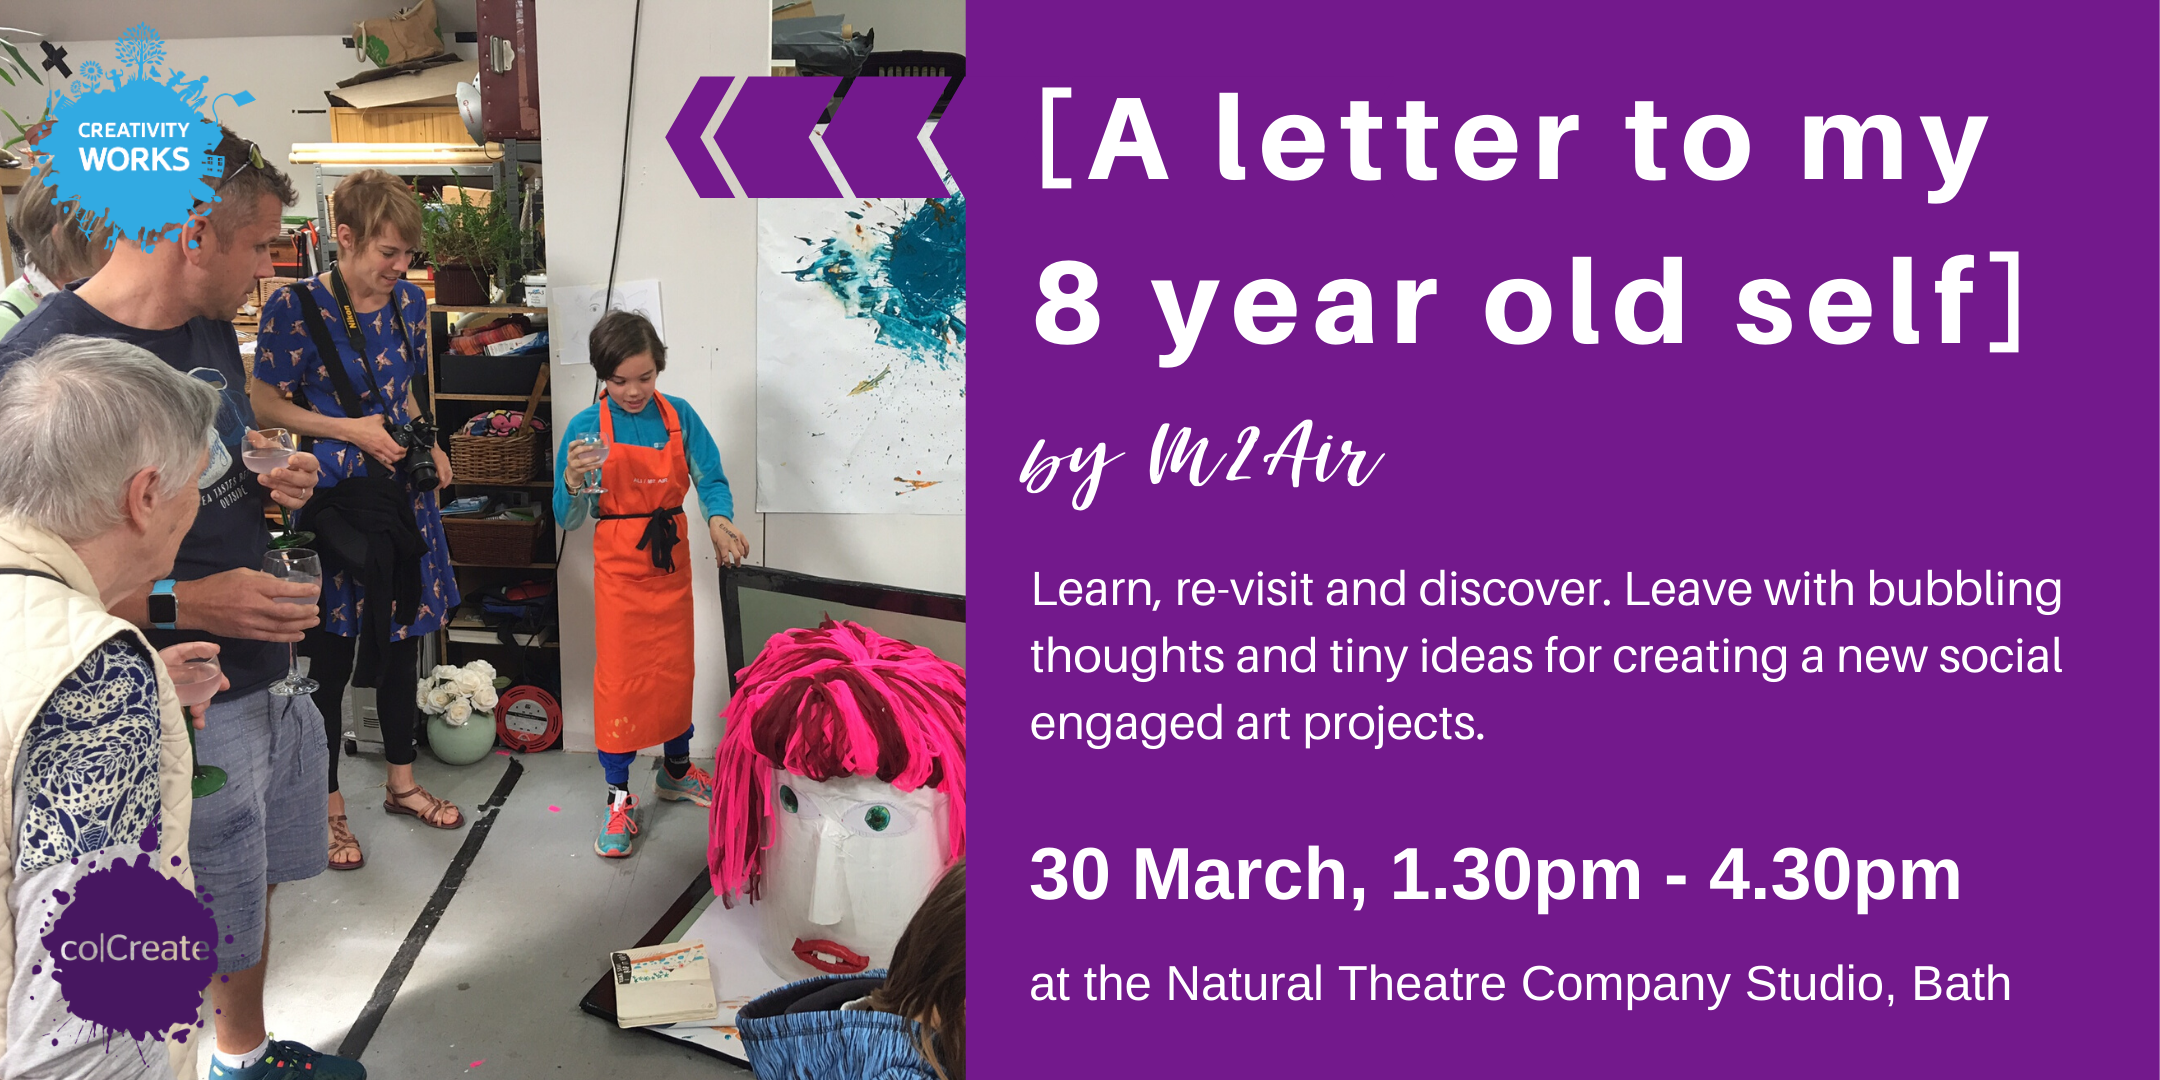 CREATIVITY
WORKS
[A letter to my
8 year old self]
by M2Air
Learn, re-visit and discover. Leave with bubbling
thoughts and tiny ideas for creating a new social
engaged art projects.
30 March, 1.30pm - 4.30pm
at the Natural Theatre Company Studio, Bath
co|Create
Nikon
OUTSIDE